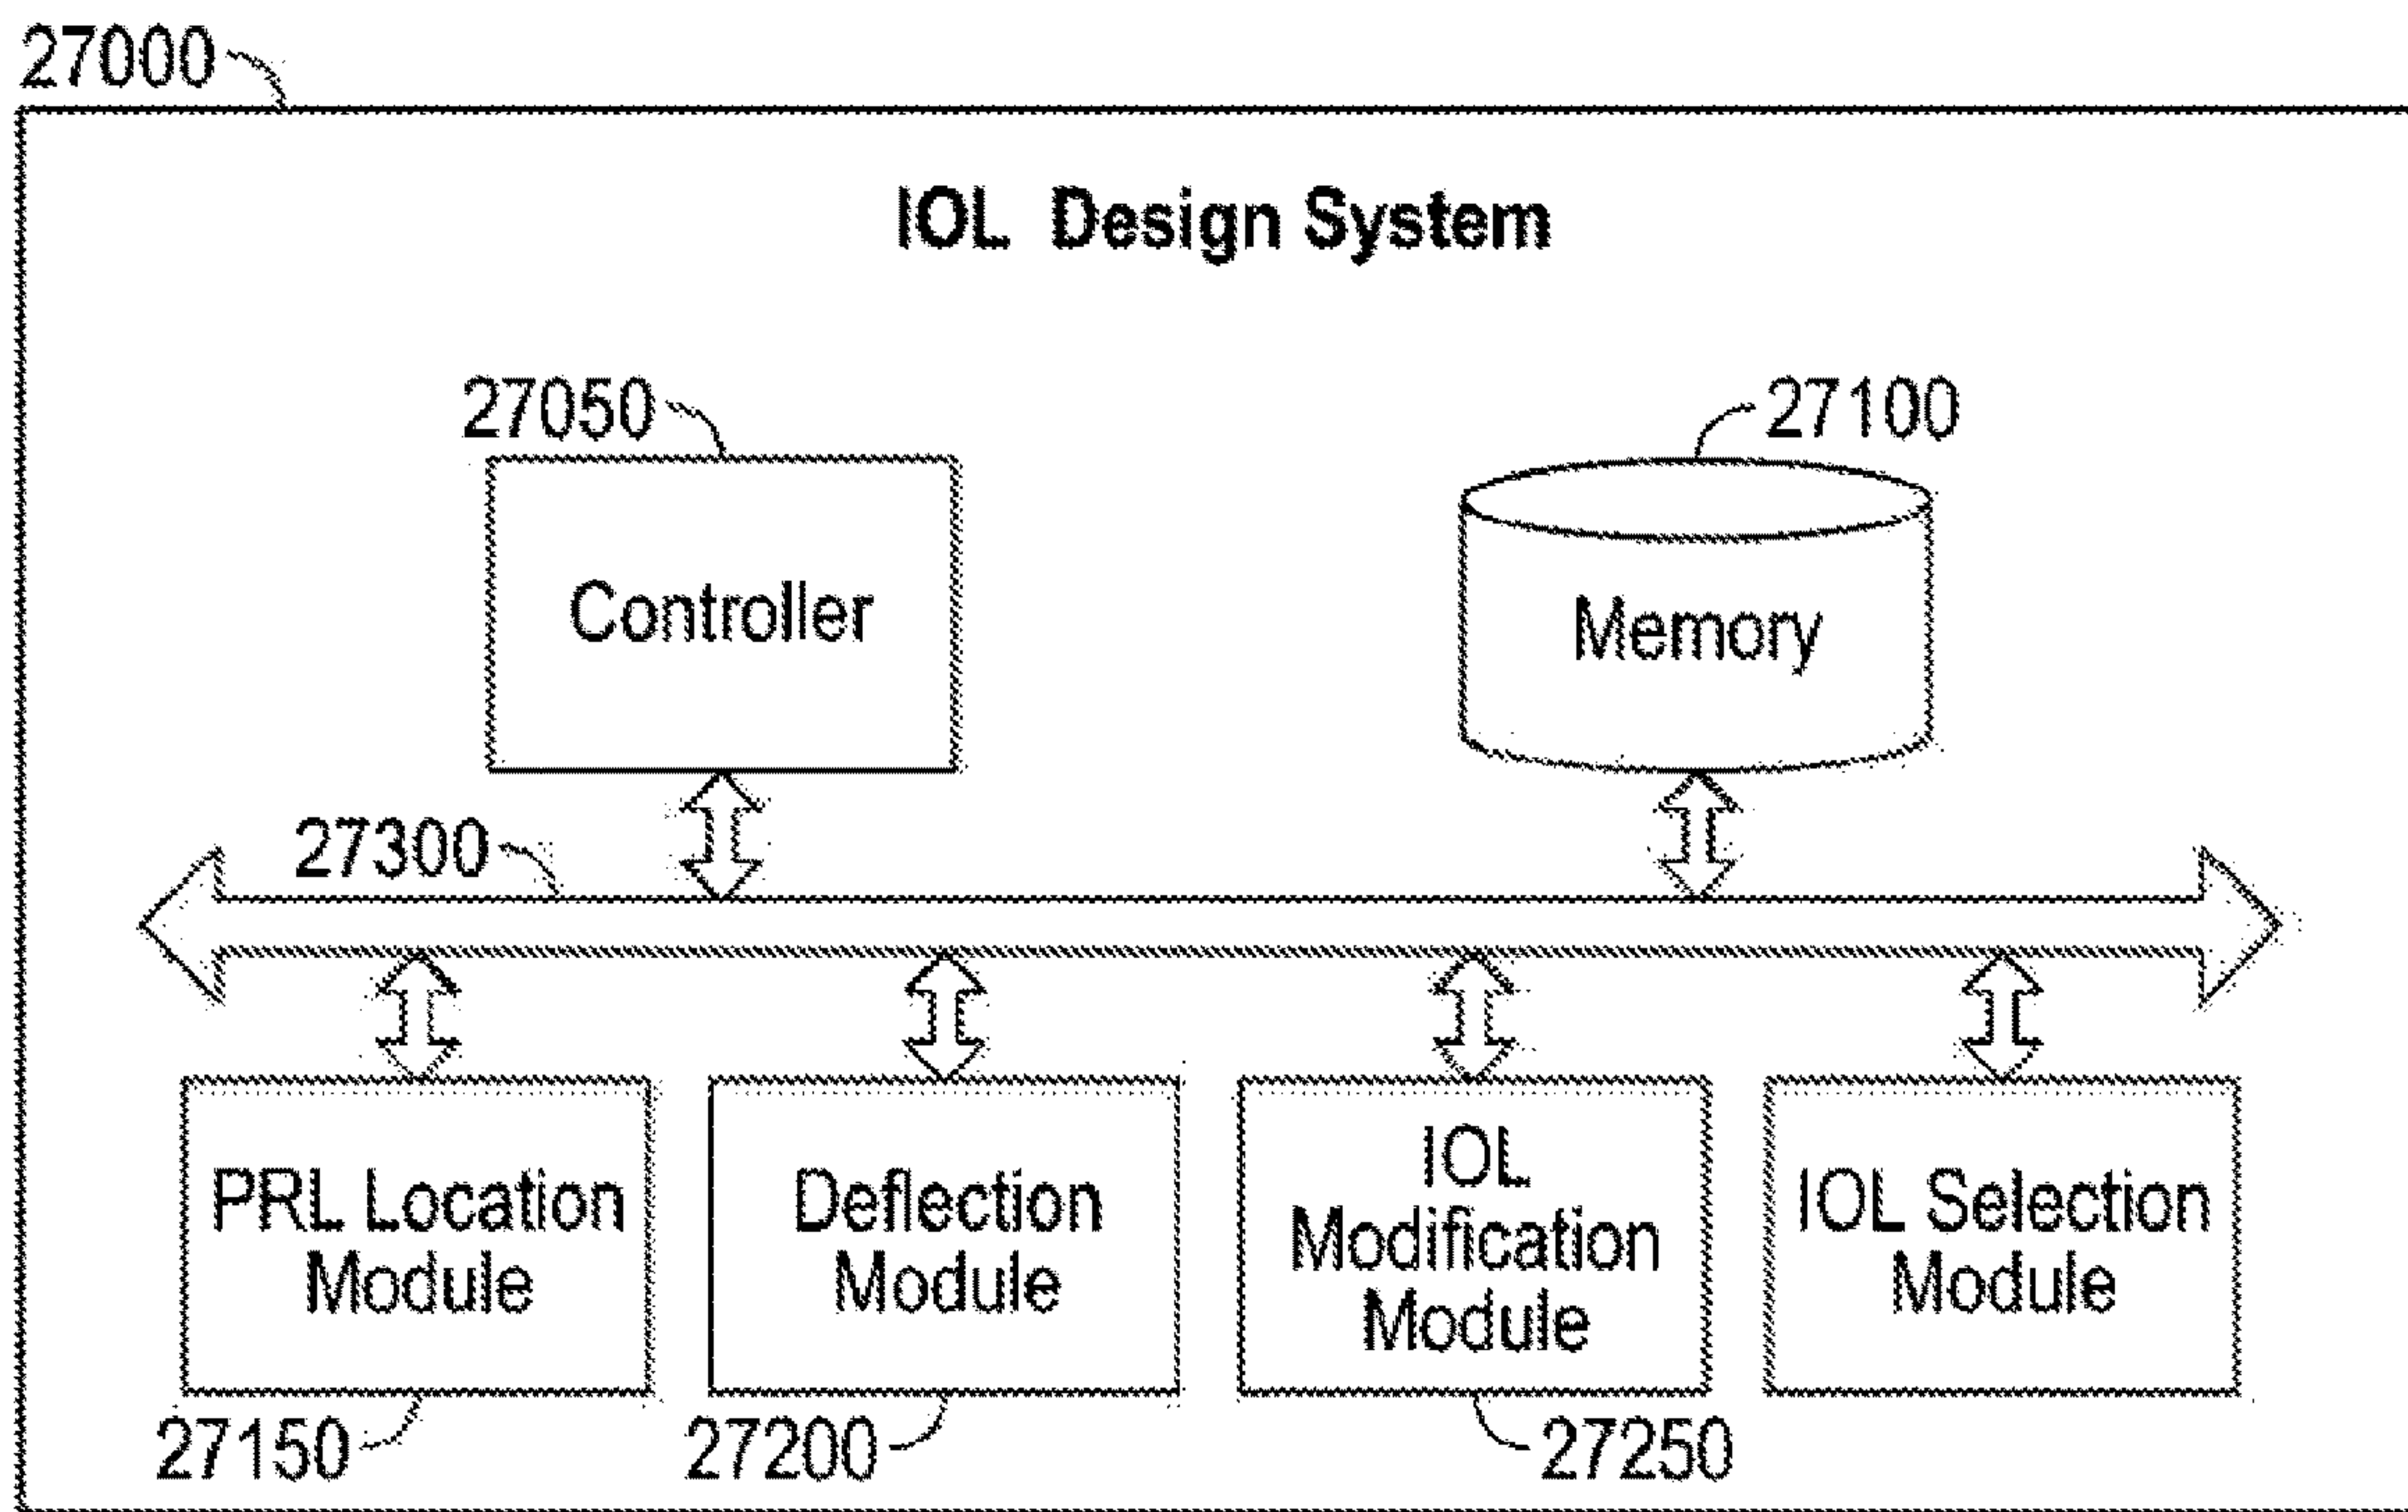 27000
IOL Design System
27050
27100
Controller
Memory
27300
PRL Location
Module
Deflection
Module
IOL
Modification
Module
IOL Selection
Module
27150
27200
27250